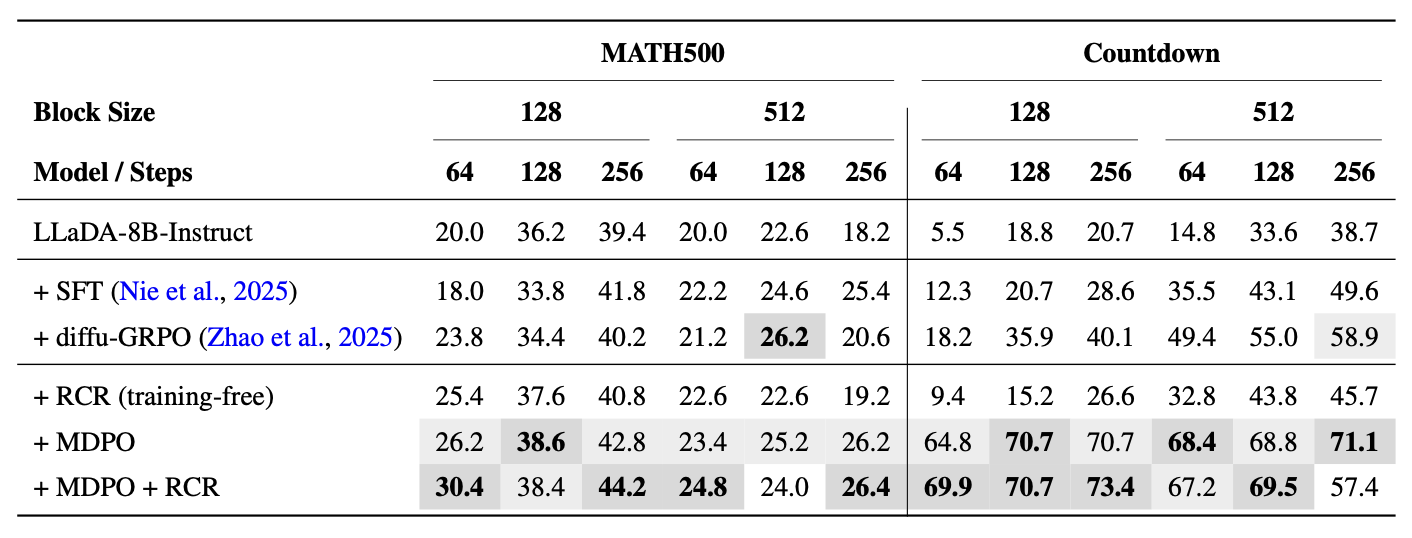 MATH500 Countdown
Block Size 128 512 128 512
Model / Steps 64 128 256 64 128 256 64 128 256 64 128 256
LLaDA-8B-Instruct 20.0 36.2 39.4 20.0 22.6 18.2 5.5 18.8 20.7 14.8 33.6 38.7
+ SFT (Nie et al., 2025) 18.0 33.8 41.8 22.2 24.6 25.4 12.3 20.7 28.6 35.5 43.1 49.6
+ diffu-GRPO (Zhao et al., 2025) 23.8 34.4 40.2 21.2 26.2 20.6 18.2 35.9 40.1 49.4 55.0 58.9
+ RCR (training-free) 25.4 37.6 40.8 22.6 22.6 19.2 9.4 15.2 26.6 32.8 43.8 45.7
+ MDPO 26.2 38.6 42.8 23.4 25.2 26.2 64.8 70.7 70.7 68.4 68.8 71.1
+ MDPO + RCR 30.4 38.4 44.2 24.8 24.0 26.4 69.9 70.7 73.4 67.2 69.5 57.4